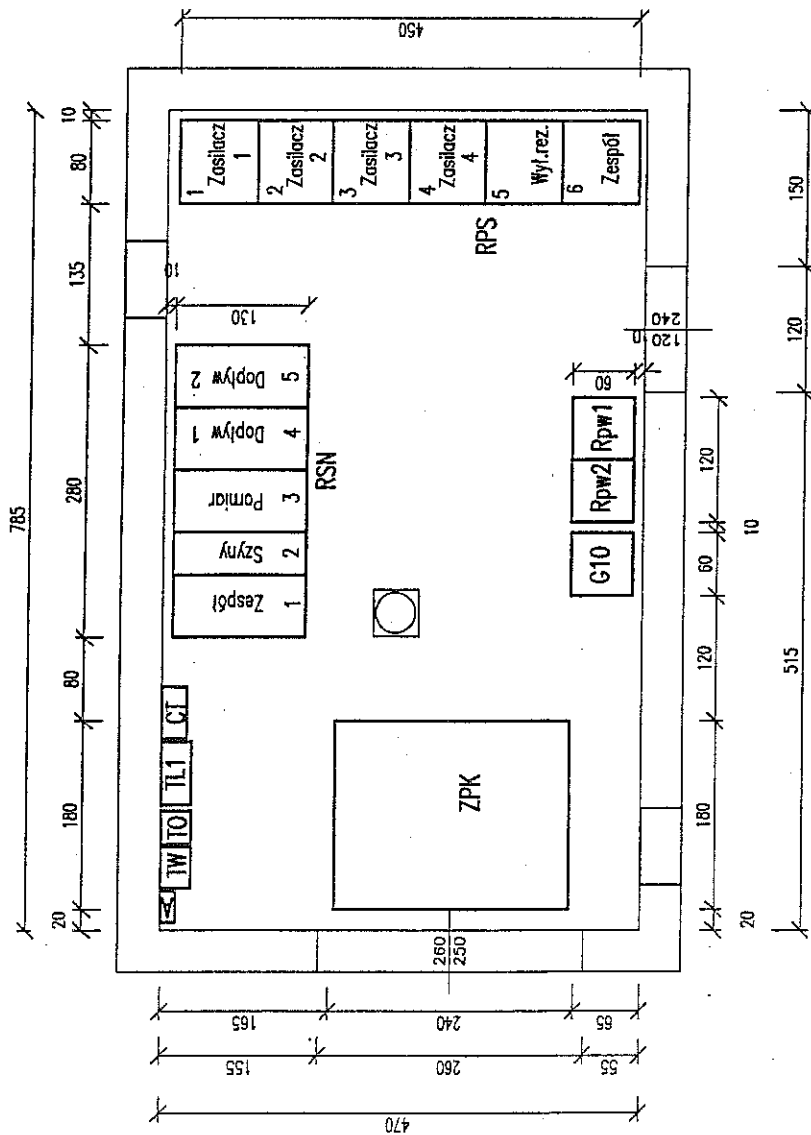 785
20
180
80
280
135
80
10
450
10
130
A
TW
TO
TL1
CT
Zespół
1
Szyny
2
Pomiar
3
Dopływ 1
4
Dopływ 2
5
RSN
1
Zasilacz
1
2
Zasilacz
2
3
Zasilacz
3
4
Zasilacz
4
5
Wył.rez.
6
Zespół
RPS
ZPK
G10
Rpw2
Rpw1
60
10
120
240
260
250
165
240
65
155
260
55
470
20
180
120
60
10
120
515
120
150